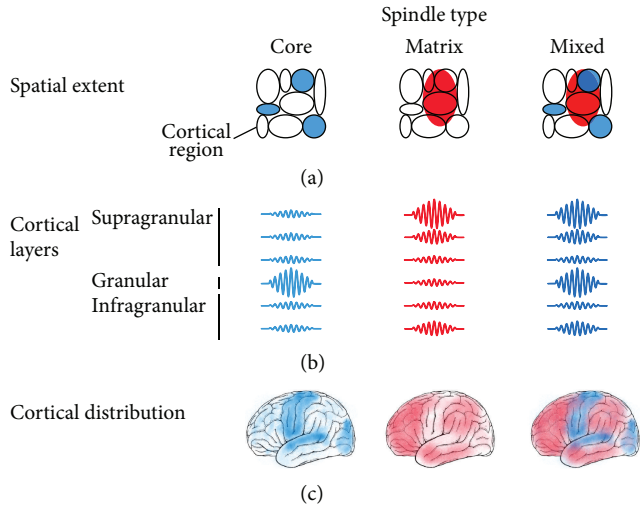 Spindle type
Core Matrix Mixed
Spatial extent
Cortical
region
(a)
Cortical
layers
Supragranular
Granular
Infragranular
(b)
Cortical distribution
(c)